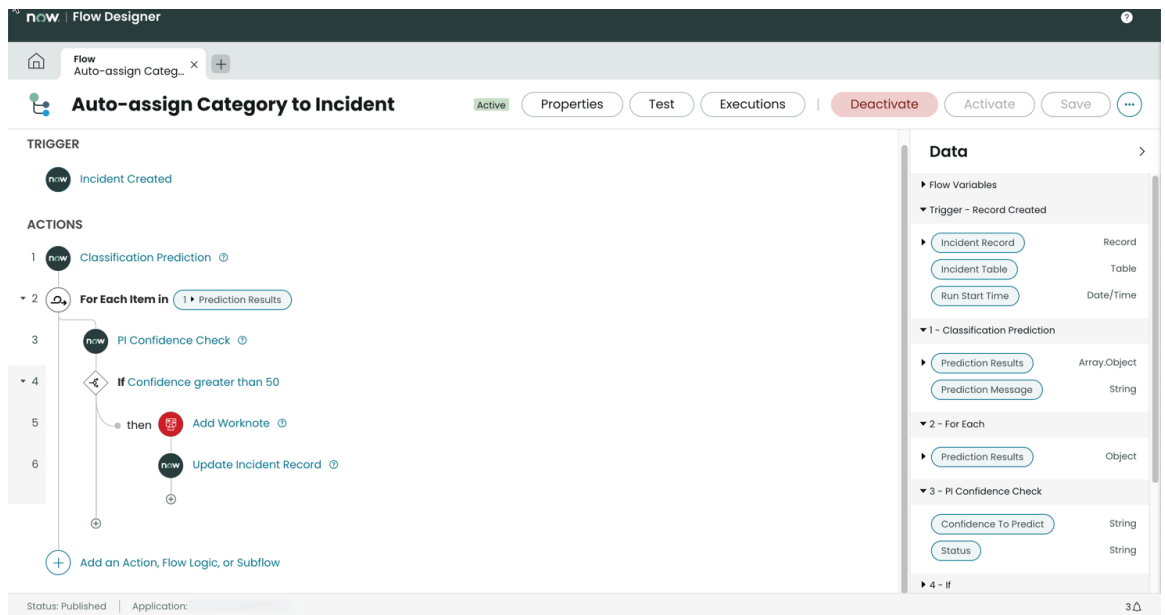 now. | Flow Designer
?
Flow
Auto-assign Categ... ×
+
Auto-assign Category to Incident
Active
Properties
Test
Executions
Deactivate
Activate
Save
...
TRIGGER
now Incident Created
ACTIONS
1 now Classification Prediction ?
2 For Each Item in 1 ▸ Prediction Results
3 now PI Confidence Check ?
4 If Confidence greater than 50
5 then Add Worknote ?
6 now Update Incident Record ?
+
+
+ Add an Action, Flow Logic, or Subflow
Data
Flow Variables
Trigger - Record Created
Incident Record Record
Incident Table Table
Run Start Time Date/Time
1 - Classification Prediction
Prediction Results Array.Object
Prediction Message String
2 - For Each
Prediction Results Object
3 - PI Confidence Check
Confidence To Predict String
Status String
4 - If
Status: Published | Application:
3